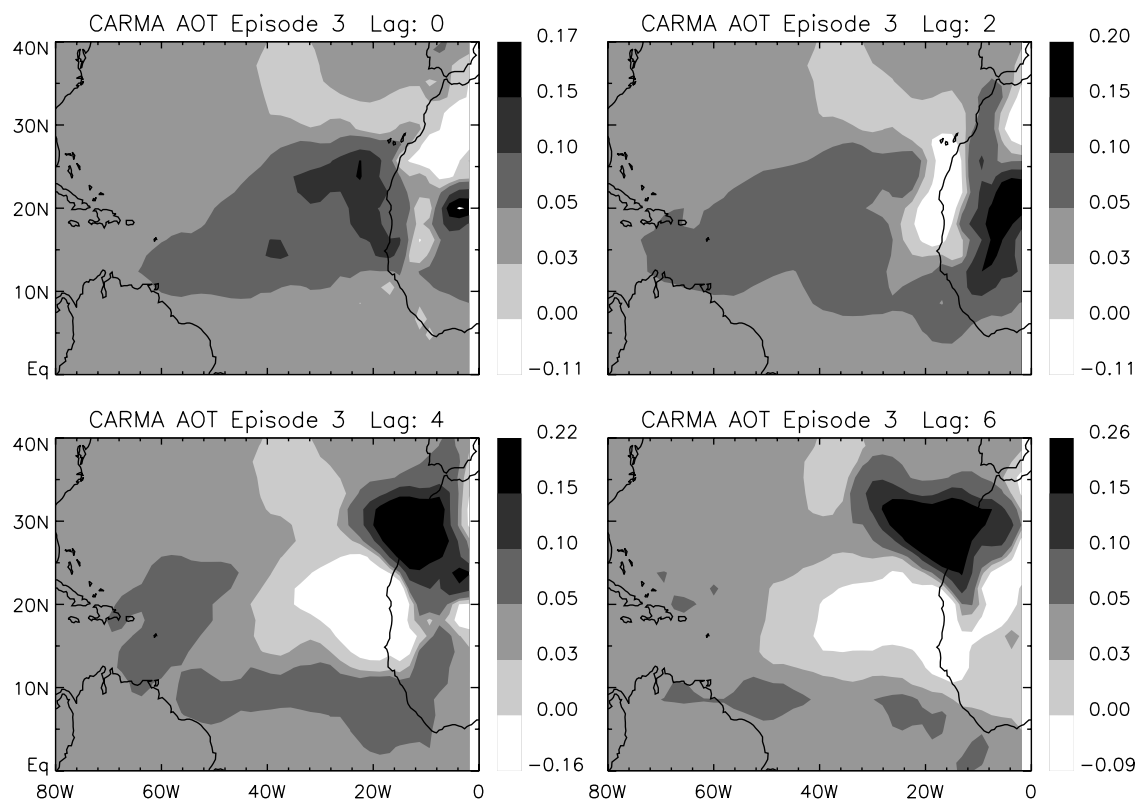 CARMA AOT Episode 3 Lag: 0
40N
30N
20N
10N
Eq
0.17
0.15
0.10
0.05
0.03
0.00
−0.11
CARMA AOT Episode 3 Lag: 2
0.20
0.15
0.10
0.05
0.03
0.00
−0.11
CARMA AOT Episode 3 Lag: 4
40N
30N
20N
10N
Eq
80W 60W 40W 20W 0
0.22
0.15
0.10
0.05
0.03
0.00
−0.16
CARMA AOT Episode 3 Lag: 6
80W 60W 40W 20W 0
0.26
0.15
0.10
0.05
0.03
0.00
−0.09